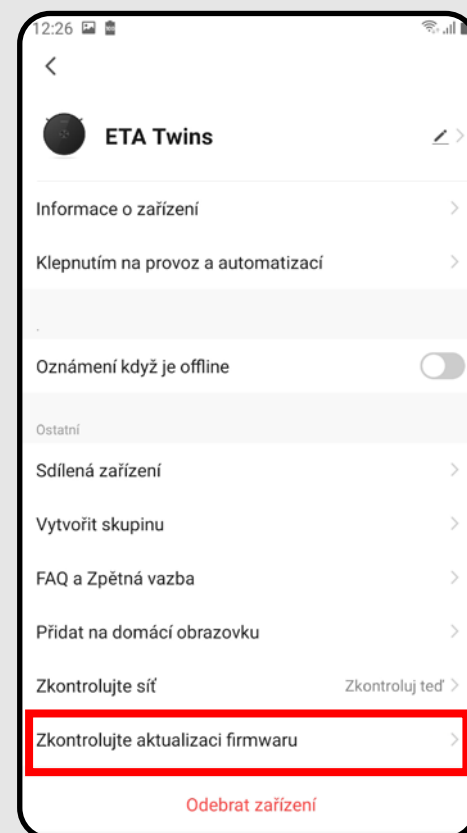 12:26
ETA Twins
Informace o zařízení
Klepnutím na provoz a automatizací
.
Oznámení když je offline
Ostatní
Sdílená zařízení
Vytvořit skupinu
FAQ a Zpětná vazba
Přidat na domácí obrazovku
Zkontrolujte síť Zkontroluj teď
Zkontrolujte aktualizaci firmwaru
Odebrat zařízení